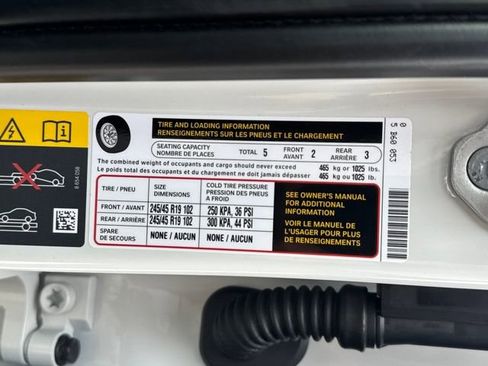 TIRE AND LOADING INFORMATION
RENSEIGNEMENTS SUR LES PNEUS ET LE CHARGEMENT
SEATING CAPACITY
NOMBRE DE PLACES
TOTAL 5
FRONT
AVANT 2
REAR
ARRIÈRE 3
The combined weight of occupants and cargo should never exceed 465 kg or 1025 lbs.
Le poids total des occupants et du chargement ne doit jamais dépasser 465 kg or 1025 lb.
TIRE / PNEU
SIZE
DIMENSIONS
COLD TIRE PRESSURE
PRESSION DES PNEUS
A FROID
FRONT / AVANT 245/45 R19 102 250 KPA, 36 PSI
REAR / ARRIÈRE 245/45 R19 102 300 KPA, 44 PSI
SPARE
DE SECOURS NONE / AUCUN NONE / AUCUN
SEE OWNER'S MANUAL
FOR ADDITIONAL
INFORMATION
VOIR LE MANUEL DE
L'USAGER POUR PLUS
DE RENSEIGNEMENTS